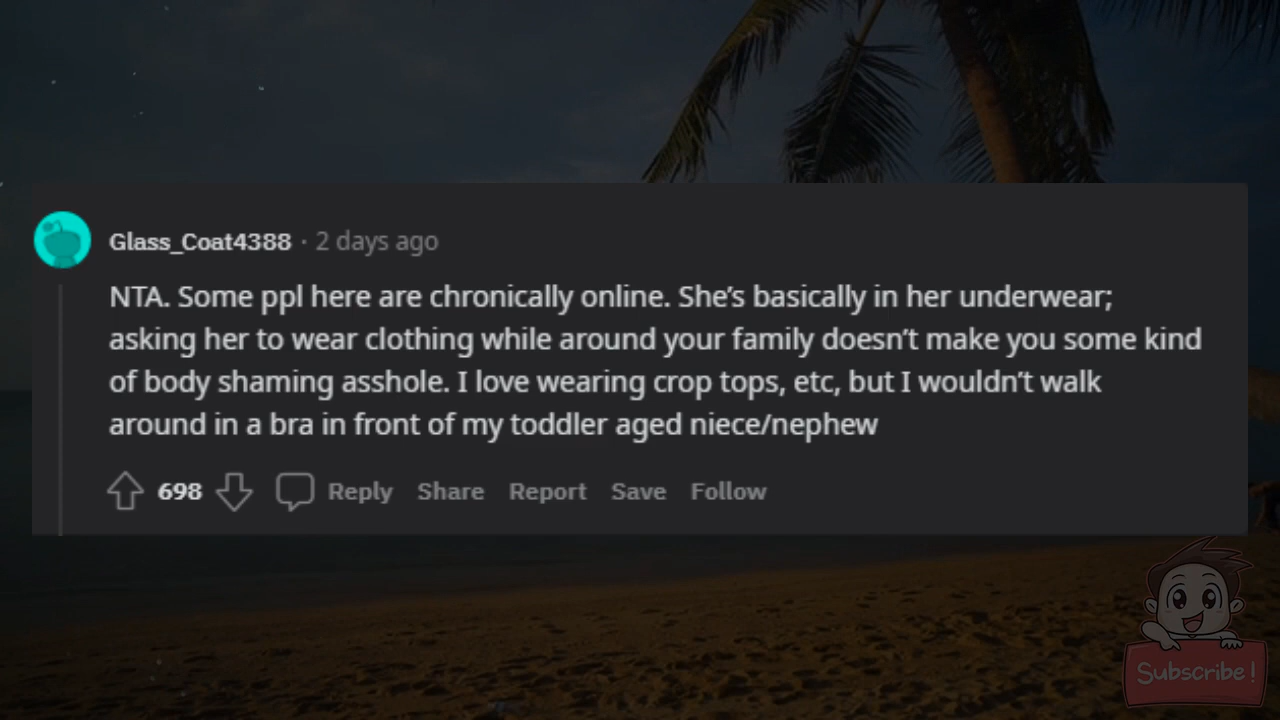 Glass_Coat4388 · 2 days ago
NTA. Some ppl here are chronically online. She’s basically in her underwear;
asking her to wear clothing while around your family doesn’t make you some kind
of body shaming asshole. I love wearing crop tops, etc, but I wouldn’t walk
around in a bra in front of my toddler aged niece/nephew
698 Reply Share Report Save Follow
Subscribe!